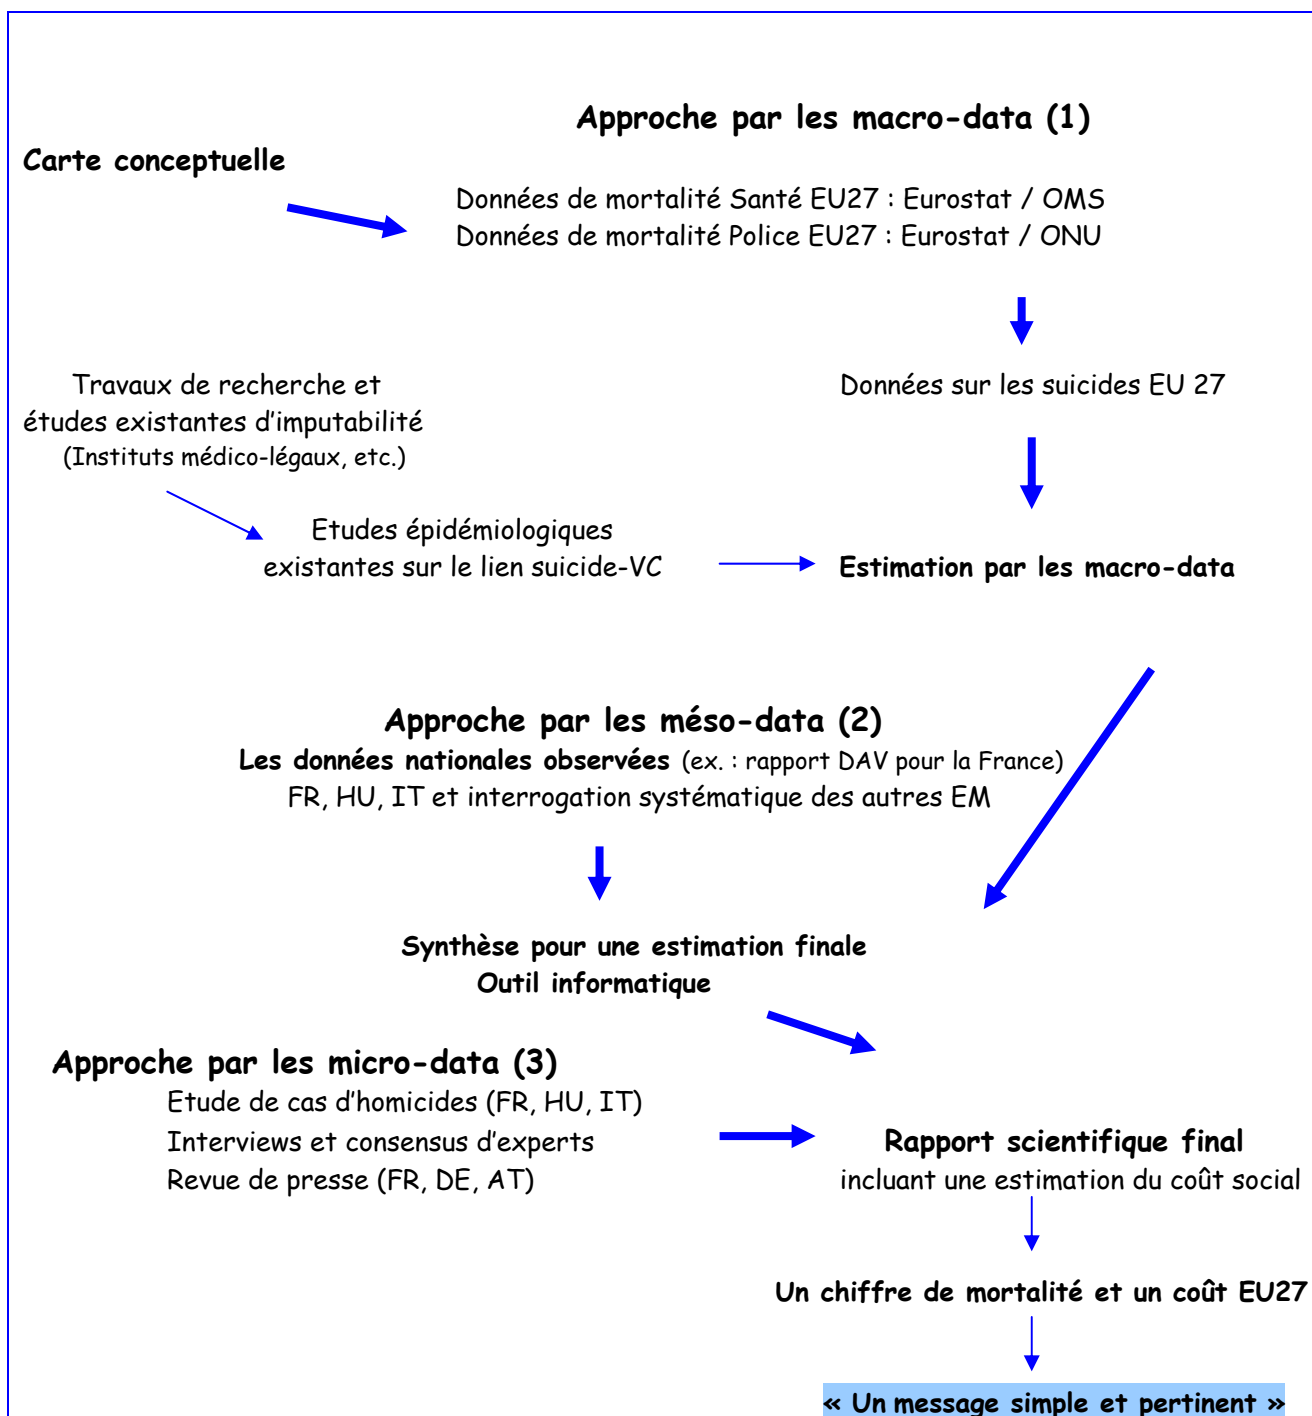 Approche par les macro-data (1)
Carte conceptuelle
Données de mortalité Santé EU27 : Eurostat / OMS
Données de mortalité Police EU27 : Eurostat / ONU
Travaux de recherche et
études existantes d'imputabilité
(Instituts médico-légaux, etc.)
Données sur les suicides EU 27
Etudes épidémiologiques
existantes sur le lien suicide-VC
Estimation par les macro-data
Approche par les méso-data (2)
Les données nationales observées (ex. : rapport DAV pour la France)
FR, HU, IT et interrogation systématique des autres EM
Synthèse pour une estimation finale
Outil informatique
Approche par les micro-data (3)
Etude de cas d'homicides (FR, HU, IT)
Interviews et consensus d'experts
Revue de presse (FR, DE, AT)
Rapport scientifique final
incluant une estimation du coût social
Un chiffre de mortalité et un coût EU27
« Un message simple et pertinent »